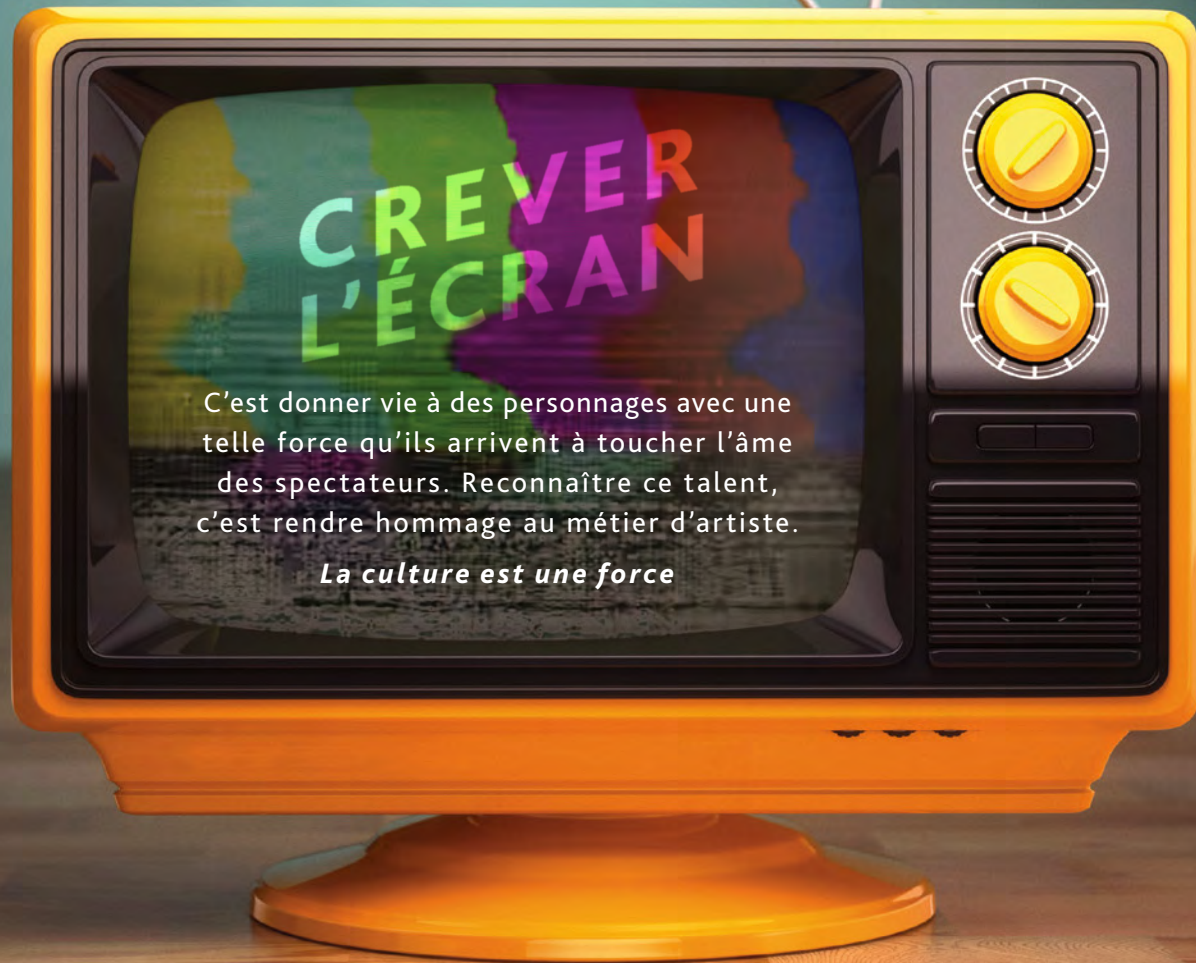 CREVER
L’ÉCRAN
C’est donner vie à des personnages avec une
telle force qu’ils arrivent à toucher l’âme
des spectateurs. Reconnaître ce talent,
c’est rendre hommage au métier d’artiste.
La culture est une force